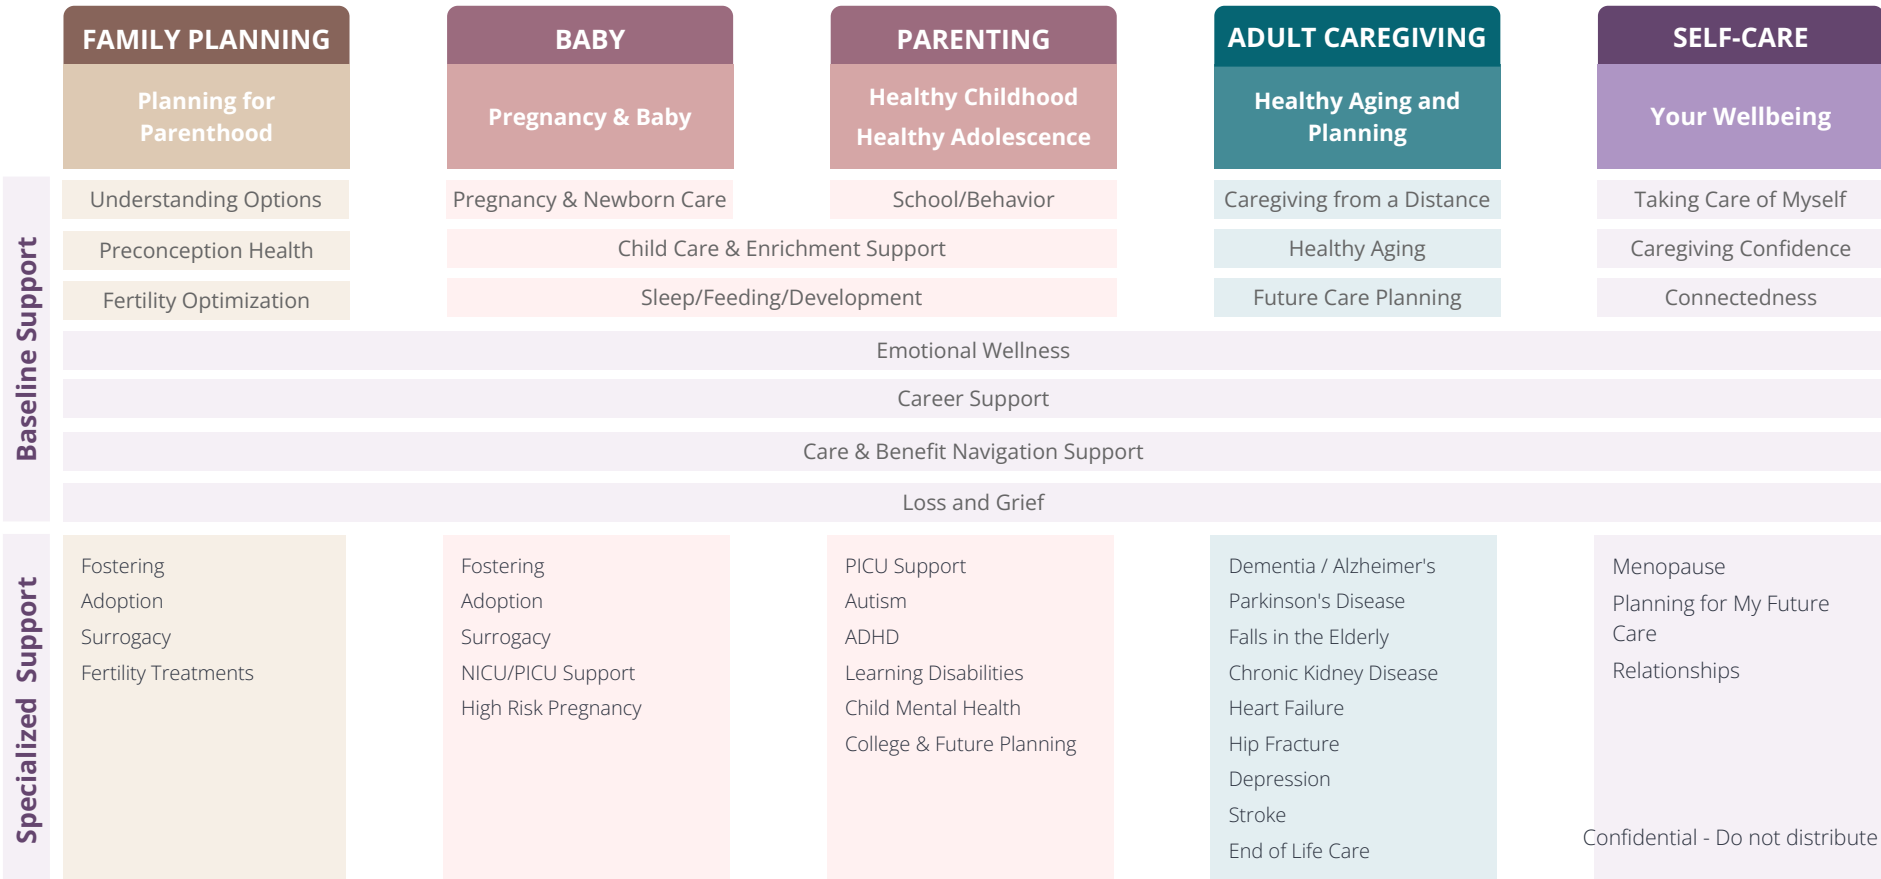 FAMILY PLANNING
BABY
PARENTING
ADULT CAREGIVING
SELF-CARE
Planning for
Parenthood
Pregnancy & Baby
Healthy Childhood
Healthy Adolescence
Healthy Aging and
Planning
Your Wellbeing
Baseline Support
Understanding Options
Pregnancy & Newborn Care
School/Behavior
Caregiving from a Distance
Taking Care of Myself
Preconception Health
Child Care & Enrichment Support
Healthy Aging
Caregiving Confidence
Fertility Optimization
Sleep/Feeding/Development
Future Care Planning
Connectedness
Emotional Wellness
Career Support
Care & Benefit Navigation Support
Loss and Grief
Specialized Support
Fostering
Adoption
Surrogacy
Fertility Treatments
Fostering
Adoption
Surrogacy
NICU/PICU Support
High Risk Pregnancy
PICU Support
Autism
ADHD
Learning Disabilities
Child Mental Health
College & Future Planning
Dementia / Alzheimer's
Parkinson's Disease
Falls in the Elderly
Chronic Kidney Disease
Heart Failure
Hip Fracture
Depression
Stroke
End of Life Care
Menopause
Planning for My Future
Care
Relationships
Confidential - Do not distribute